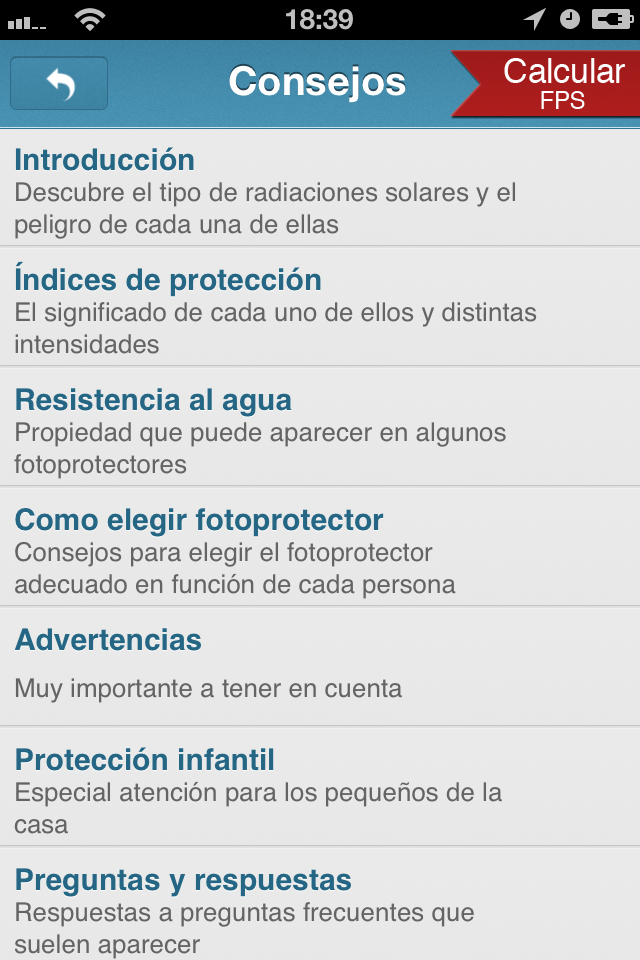 18:39
Consejos
Calcular
FPS
Introducción
Descubre el tipo de radiaciones solares y el
peligro de cada una de ellas
Índices de protección
El significado de cada uno de ellos y distintas
intensidades
Resistencia al agua
Propiedad que puede aparecer en algunos
fotoprotectores
Como elegir fotoprotector
Consejos para elegir el fotoprotector
adecuado en función de cada persona
Advertencias
Muy importante a tener en cuenta
Protección infantil
Especial atención para los pequeños de la
casa
Preguntas y respuestas
Respuestas a preguntas frecuentes que
suelen aparecer